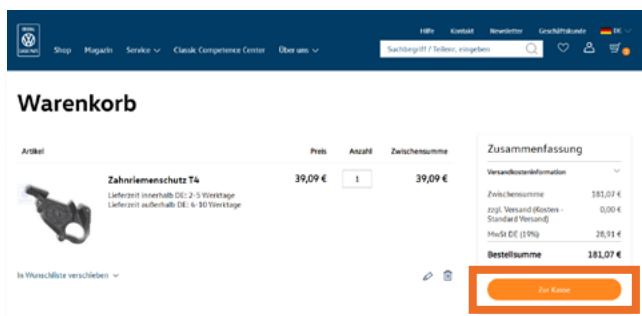 Hilfe Kontakt Newsletter Geschäftskunde DE
Shop Magazin Service Classic Competence Center Über uns
Suchbegriff / Teilenr. eingeben
Warenkorb
Artikel Preis Anzahl Zwischensumme
Zahnriemenschutz T4 39,09 € 1 39,09 €
Lieferzeit innerhalb DE: 2-5 Werktage
Lieferzeit außerhalb DE: 6-10 Werktage
In Wunschliste verschieben
Zusammenfassung
Versandkosteninformation
Zwischensumme 181,07 €
zzgl. Versand (Kosten - 0,00 €
Standard Versand)
MwSt DE (19%) 28,91 €
Bestellsumme 181,07 €
Zur Kasse